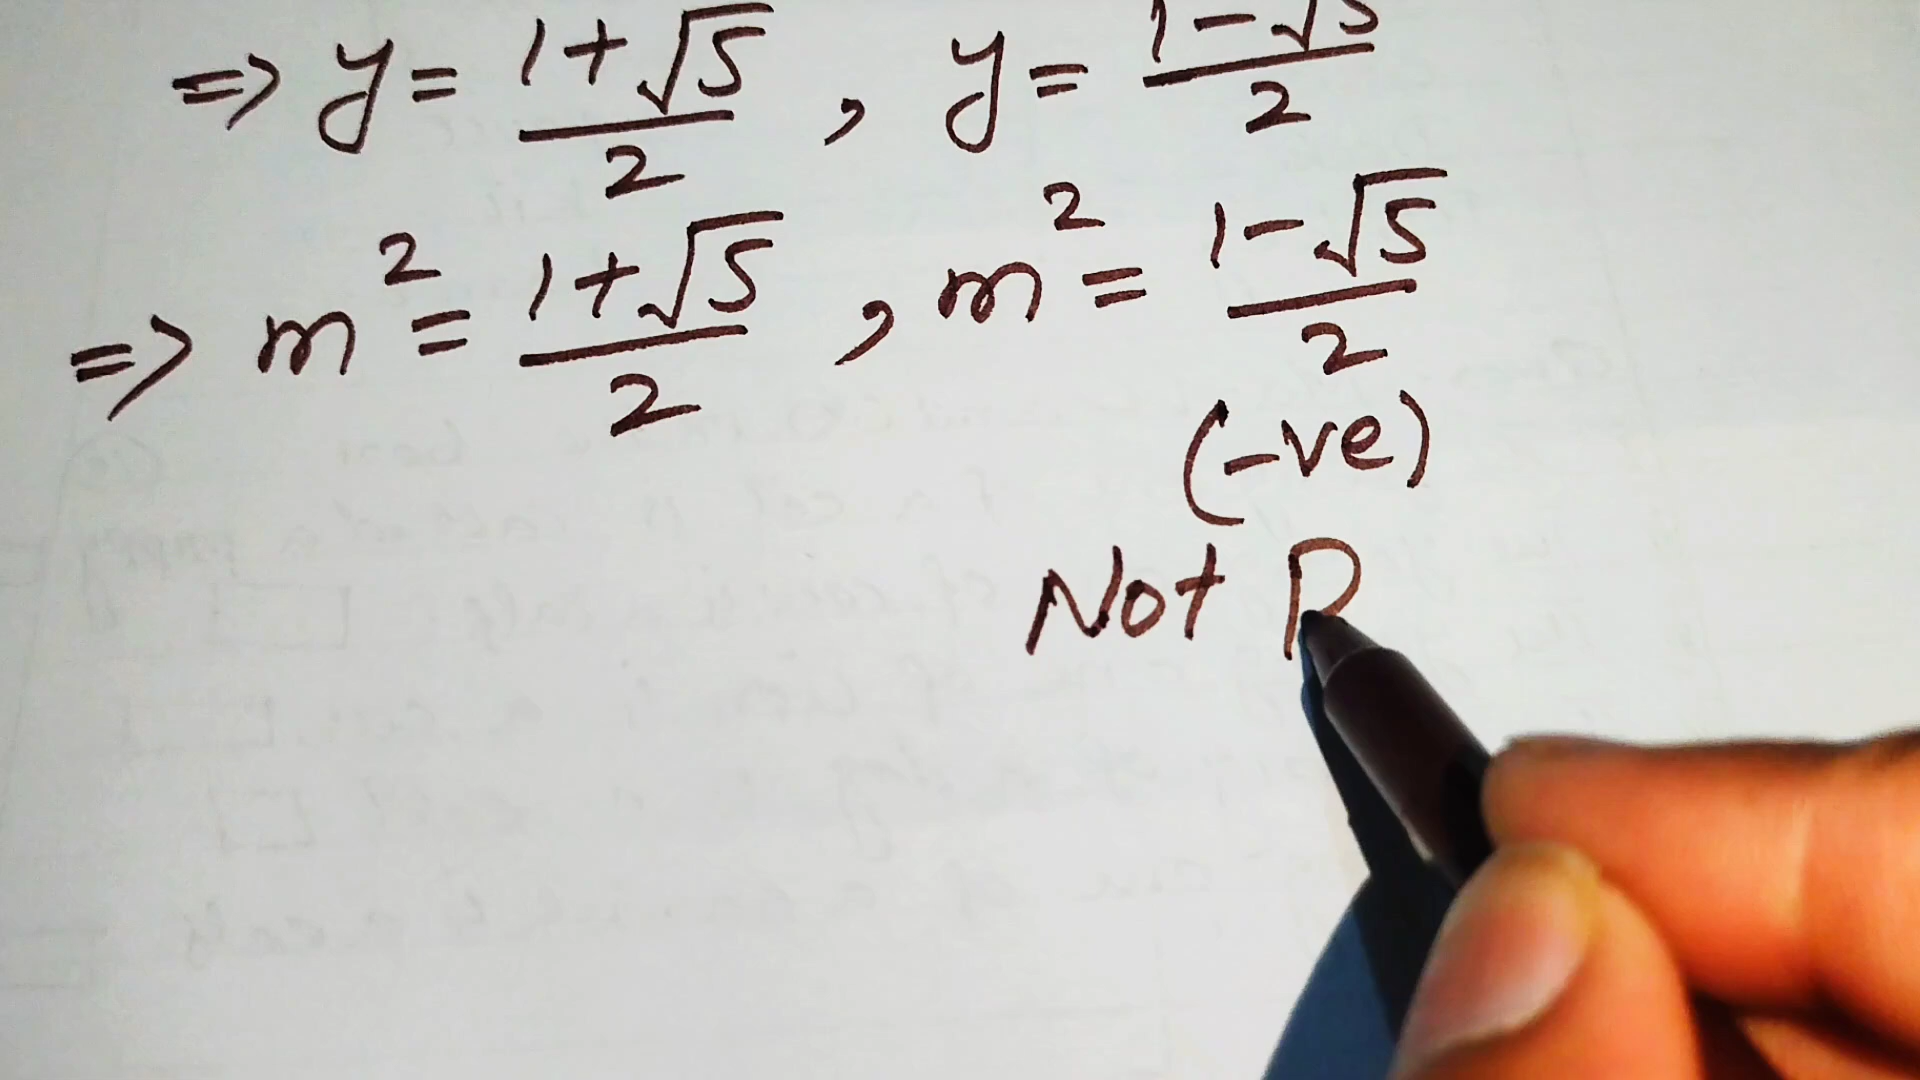 ⇒ y = (1+√5)/2 , y = (1-√5)/2
⇒ m² = (1+√5)/2 , m² = (1-√5)/2
(-ve)
Not P